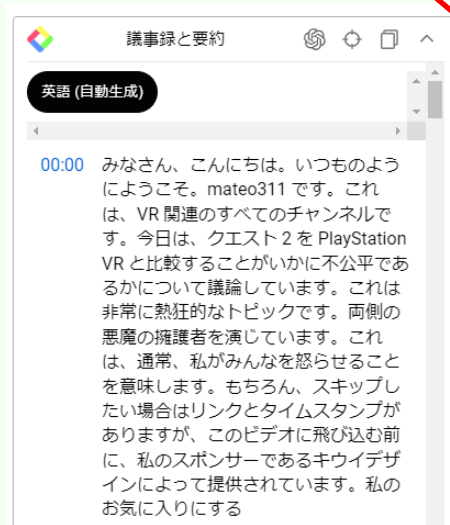 議事録と要約
英語 (自動生成)
00:00 みなさん、こんにちは。いつものよう
にようこそ。mateo311 です。これ
は、VR 関連のすべてのチャンネルで
す。今日は、クエスト 2 を PlayStation
VR と比較することがいかに不公平であ
るかについて議論しています。これは
非常に熱狂的なトピックです。両側の
悪魔の擁護者を演じています。これ
は、通常、私がみんなを怒らせること
を意味します。もちろん、スキップし
たい場合はリンクとタイムスタンプが
ありますが、このビデオに飛び込む前
に、私のスポンサーであるキウイデザ
インによって提供されています。私の
お気に入りにする